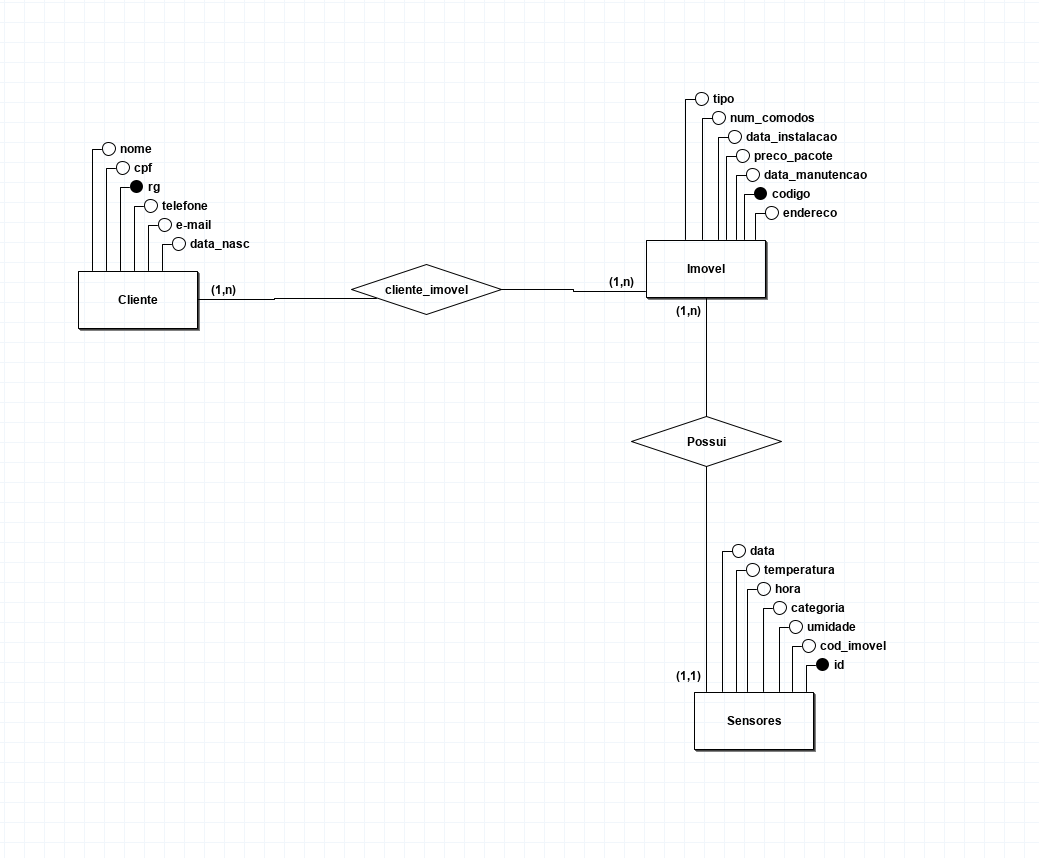 nome
cpf
rg
telefone
e-mail
data_nasc
Cliente
(1,n)
cliente_imovel
(1,n)
tipo
num_comodos
data_instalacao
preco_pacote
data_manutencao
codigo
endereco
Imovel
(1,n)
Possui
data
temperatura
hora
categoria
umidade
cod_imovel
id
(1,1)
Sensores